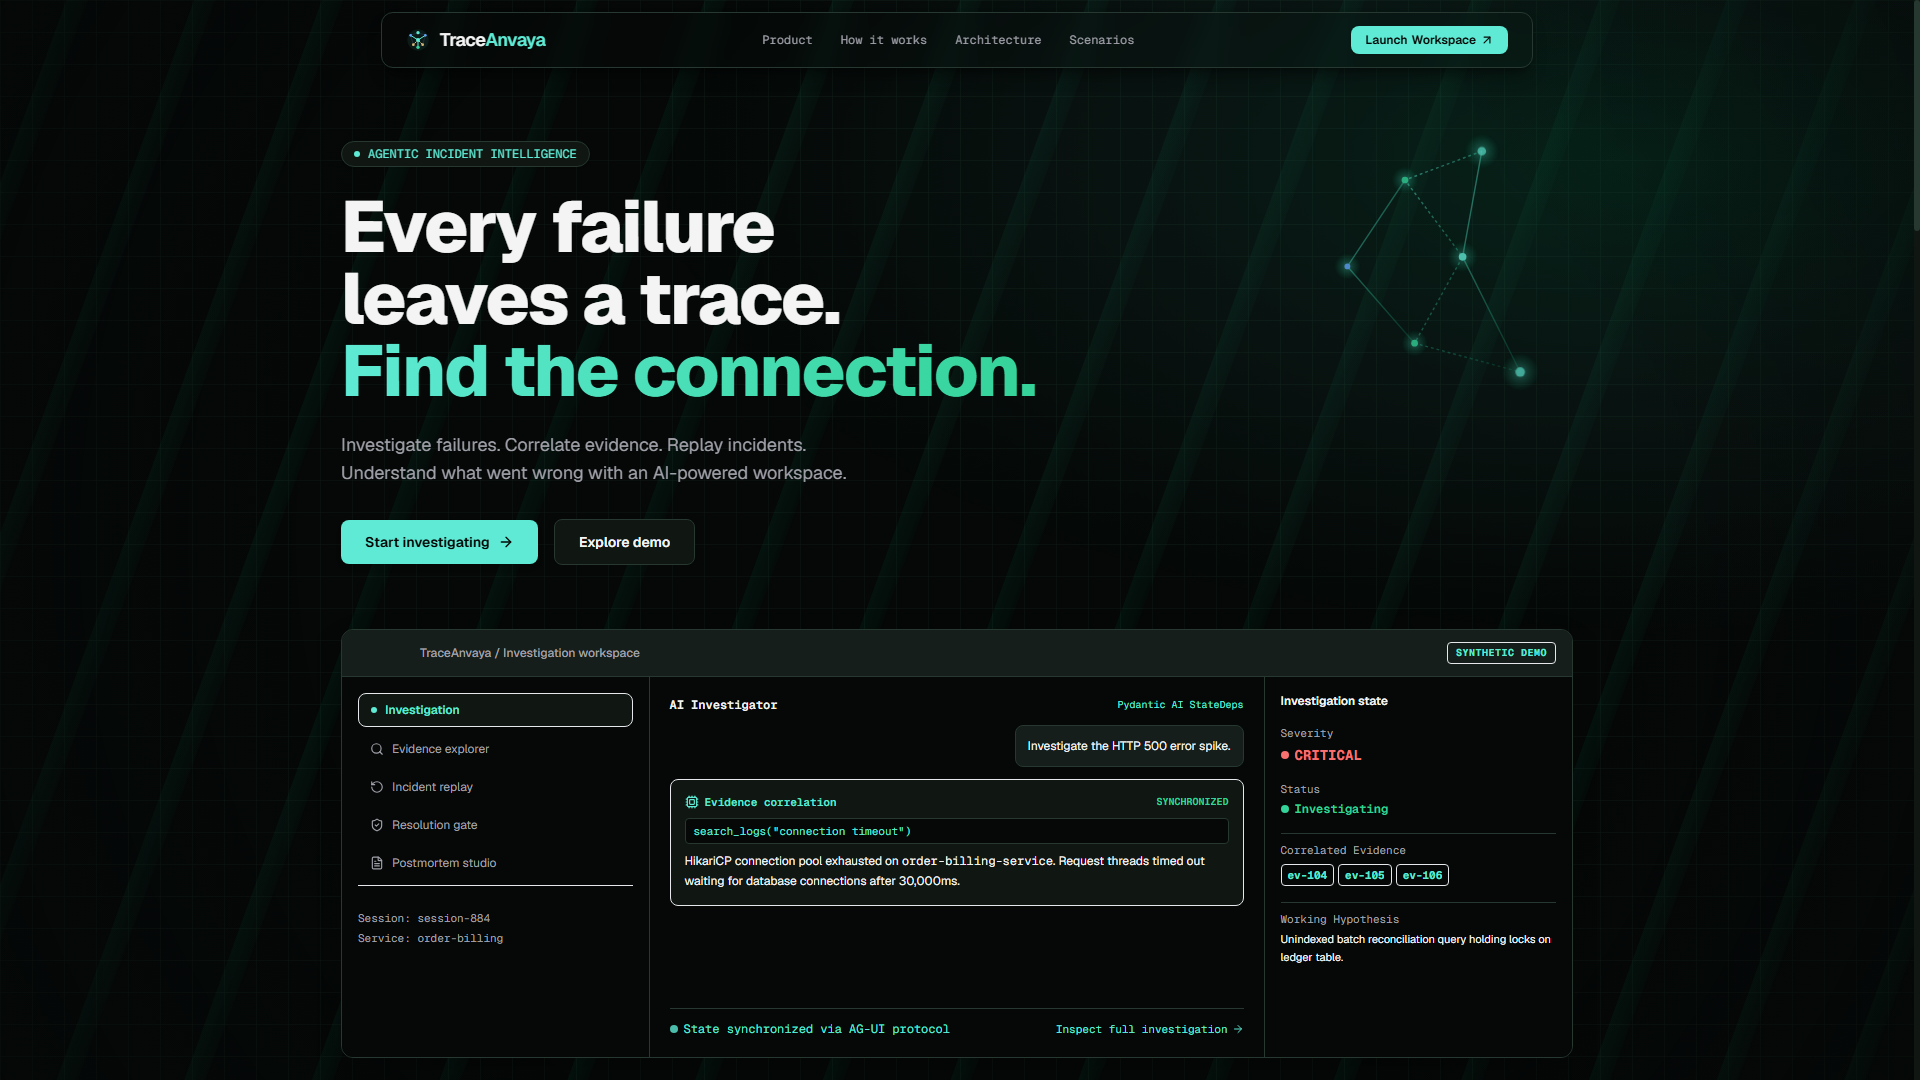 TraceAnvaya
Product
How it works
Architecture
Scenarios
Launch Workspace
AGENTIC INCIDENT INTELLIGENCE
Every failure
leaves a trace.
Find the connection.
Investigate failures. Correlate evidence. Replay incidents.
Understand what went wrong with an AI-powered workspace.
Start investigating →
Explore demo
TraceAnvaya / Investigation workspace
SYNTHETIC DEMO
Investigation
Evidence explorer
Incident replay
Resolution gate
Postmortem studio
Session: session-884
Service: order-billing
AI Investigator
Pydantic AI StateDeps
Investigate the HTTP 500 error spike.
Evidence correlation
SYNCHRONIZED
search_logs("connection timeout")
HikariCP connection pool exhausted on order-billing-service. Request threads timed out
waiting for database connections after 30,000ms.
State synchronized via AG-UI protocol
Inspect full investigation →
Investigation state
Severity
CRITICAL
Status
Investigating
Correlated Evidence
ev-104
ev-105
ev-106
Working Hypothesis
Unindexed batch reconciliation query holding locks on
ledger table.